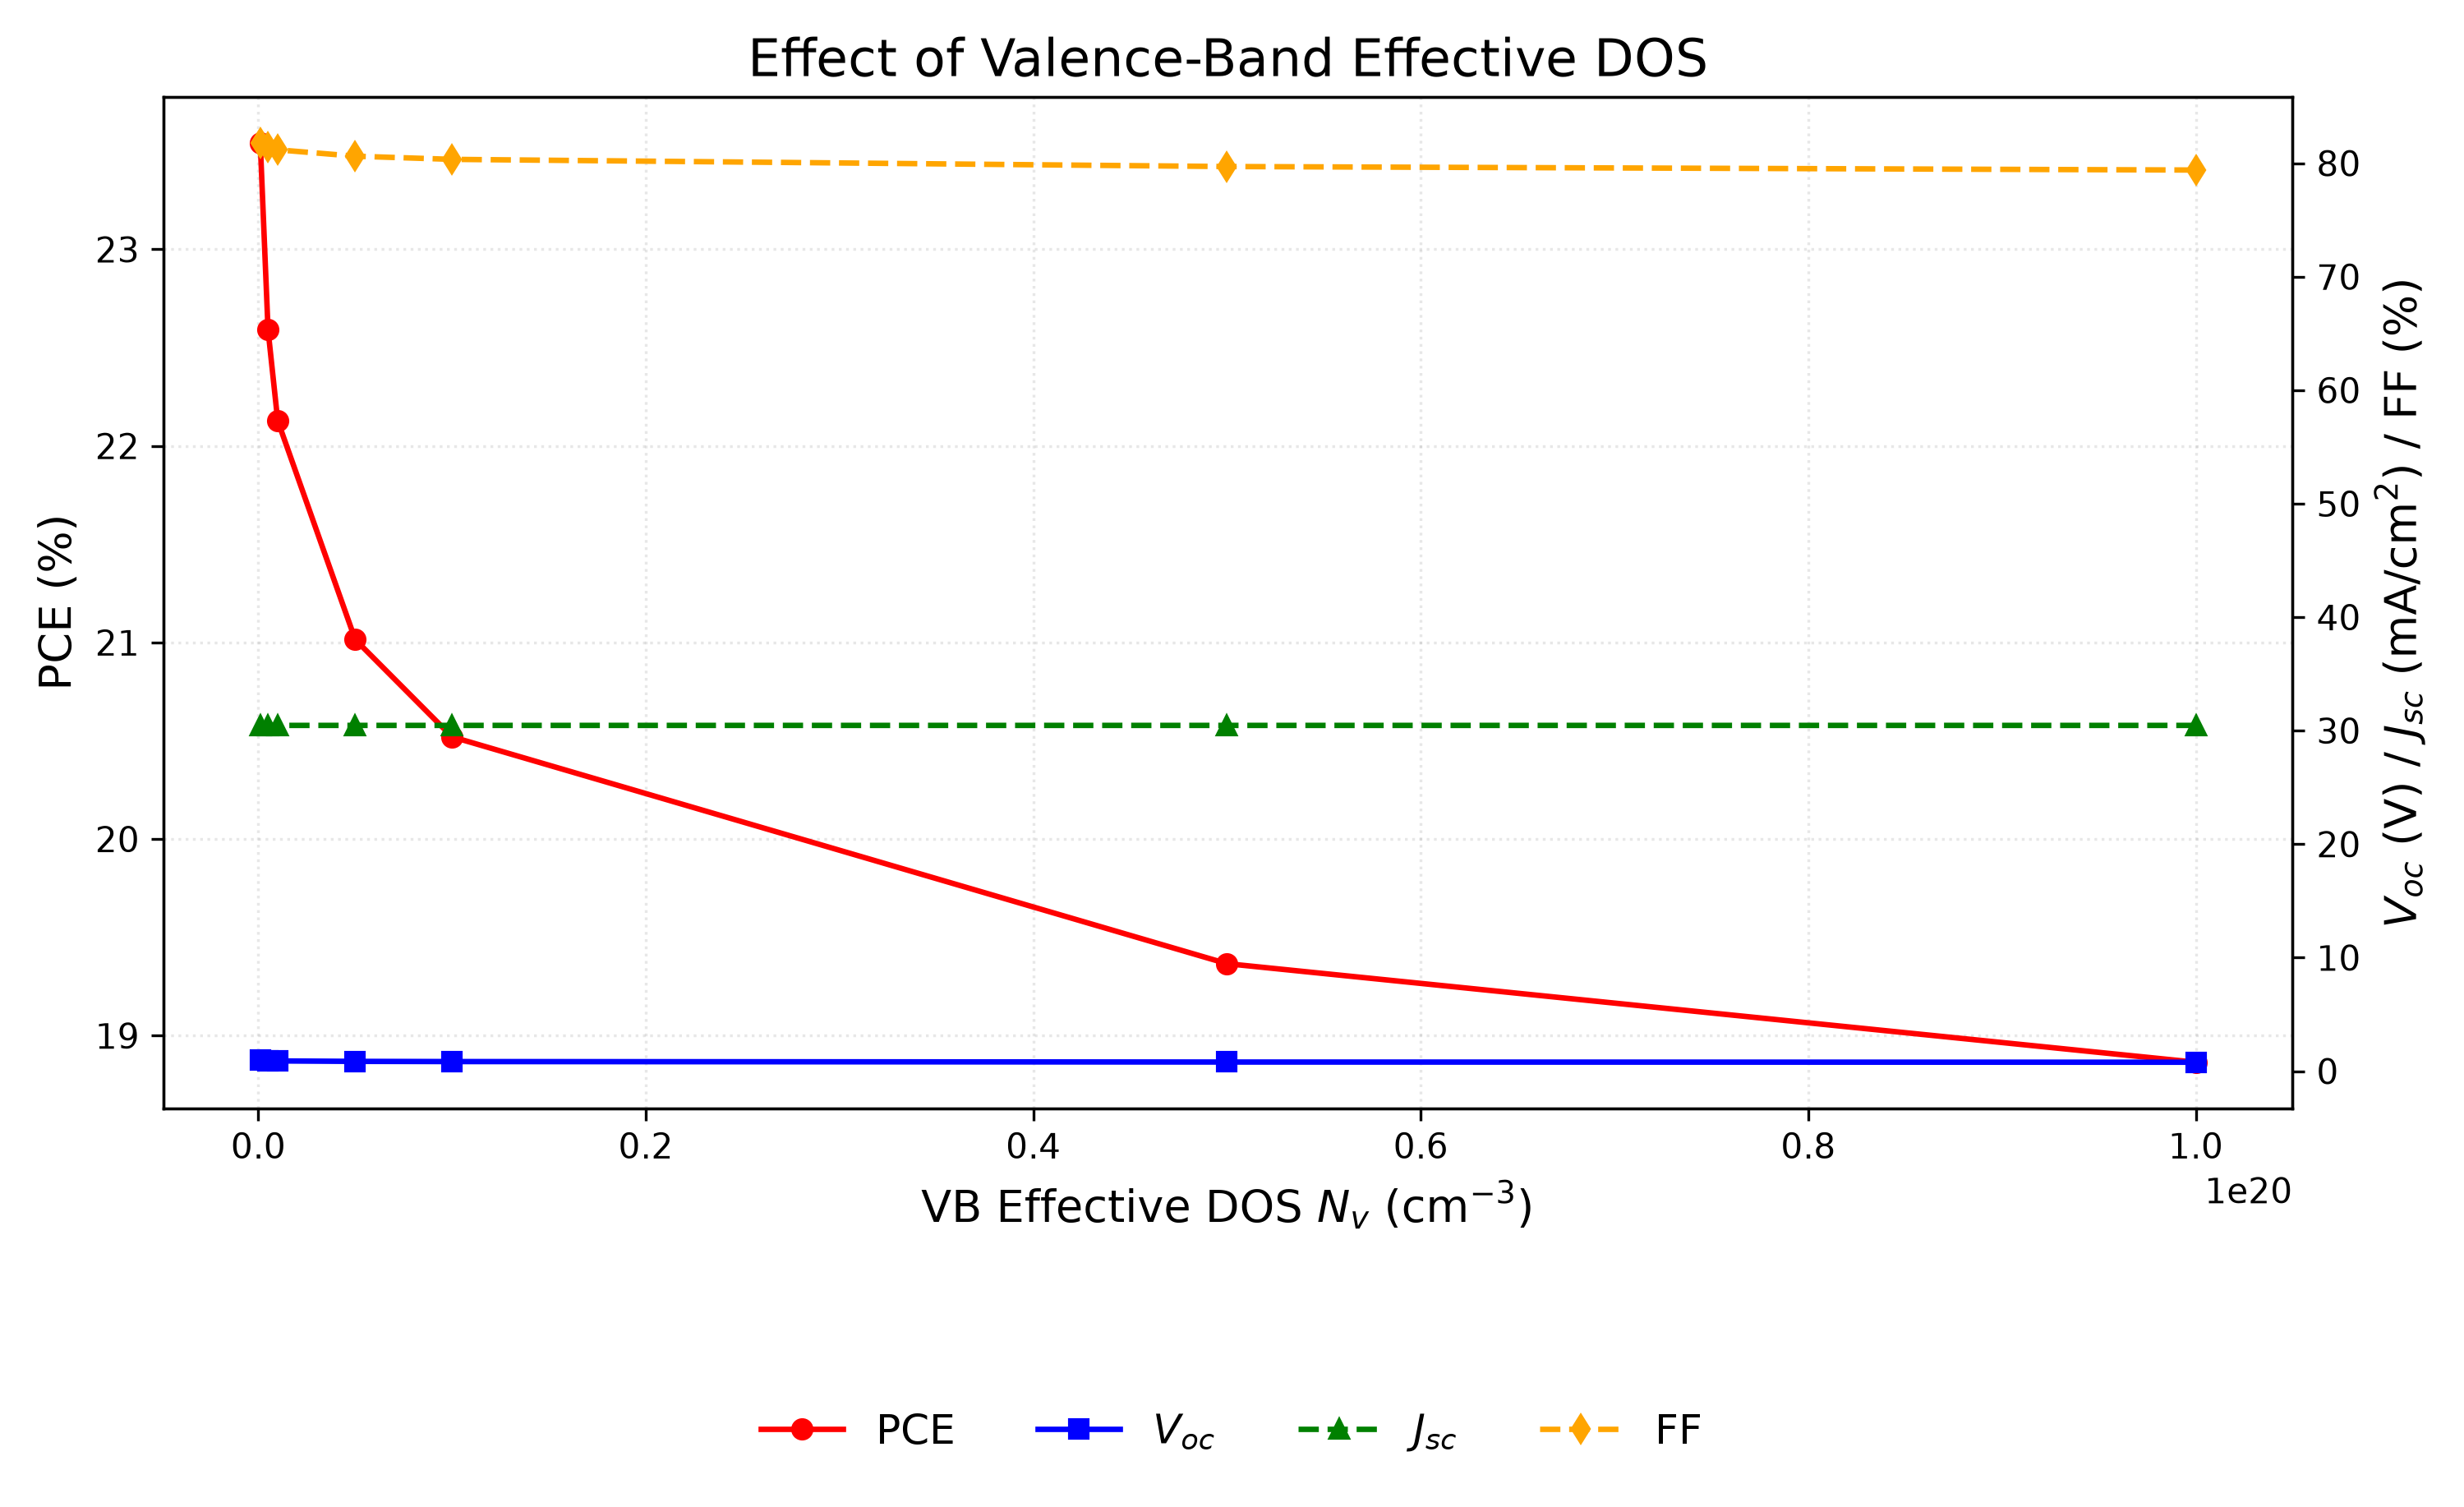 Effect of Valence-Band Effective DOS
PCE (%)
23
22
21
20
19
80
70
60
50
40
30
20
10
0
V_oc (V) / J_sc (mA/cm²) / FF (%)
0.0 0.2 0.4 0.6 0.8 1.0
1e20
VB Effective DOS N_V (cm⁻³)
PCE V_oc J_sc FF